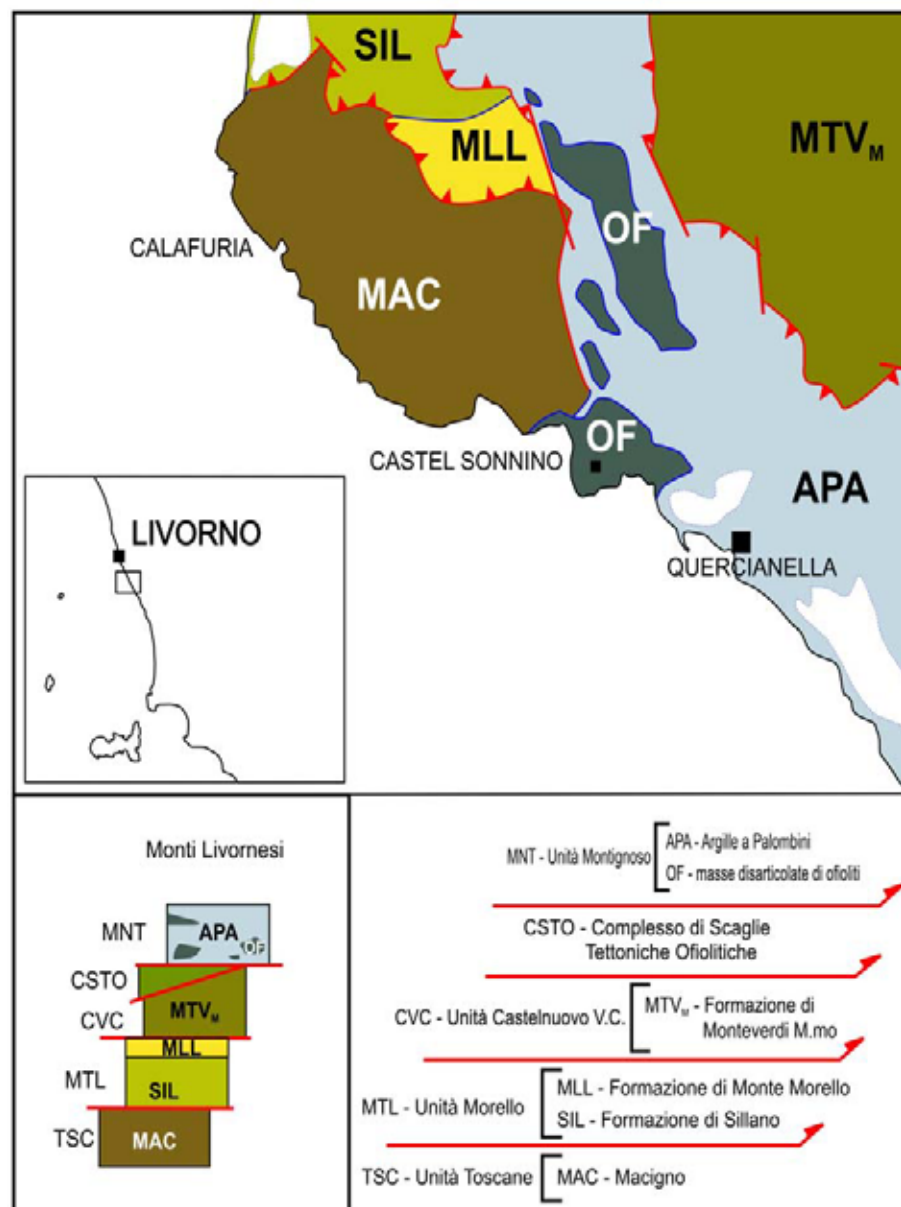 SIL
MLL
MTVM
OF
CALAFURIA
MAC
OF
CASTEL SONNINO
APA
QUERCIANELLA
LIVORNO
Monti Livornesi
MNT
APA
OF
CSTO
MTVM
CVC
MLL
MTL
SIL
TSC
MAC
MNT - Unità Montignoso
APA - Argille a Palombini
OF - masse disarticolate di ofioliti
CSTO - Complesso di Scaglie
Tettoniche Ofiolitiche
CVC - Unità Castelnuovo V.C.
MTVM - Formazione di
Monteverdi M.mo
MTL - Unità Morello
MLL - Formazione di Monte Morello
SIL - Formazione di Sillano
TSC - Unità Toscane
MAC - Macigno